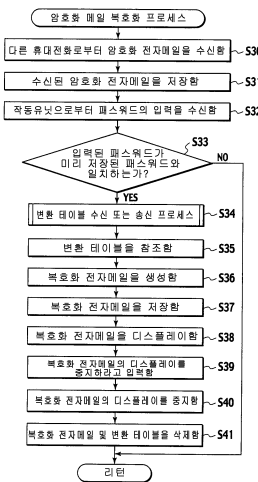 암호화 메일 복호화 프로세스
다른 휴대전화로부터 암호화 전자메일을 수신함
S30
수신된 암호화 전자메일을 저장함
S31
작동유닛으로부터 패스워드의 입력을 수신함
S32
S33
입력된 패스워드가
미리 저장된 패스워드와
일치하는가?
NO
YES
변환 테이블 수신 또는 송신 프로세스
S34
변환 테이블을 참조함
S35
복호화 전자메일을 생성함
S36
복호화 전자메일을 저장함
S37
복호화 전자메일을 디스플레이함
S38
복호화 전자메일의 디스플레이를
중지하라고 입력함
S39
복호화 전자메일의 디스플레이를 중지함
S40
복호화 전자메일 및 변환 테이블을 삭제함
S41
리턴